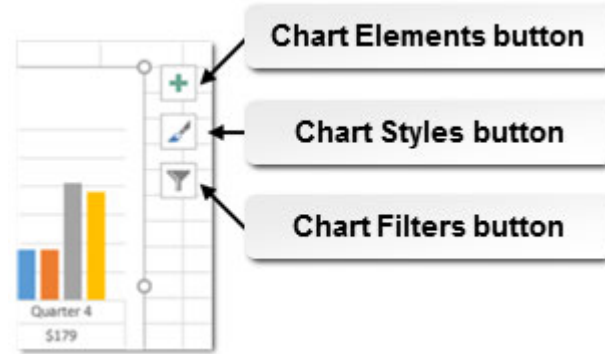 Chart Elements button
Chart Styles button
Chart Filters button
Quarter 4
$179